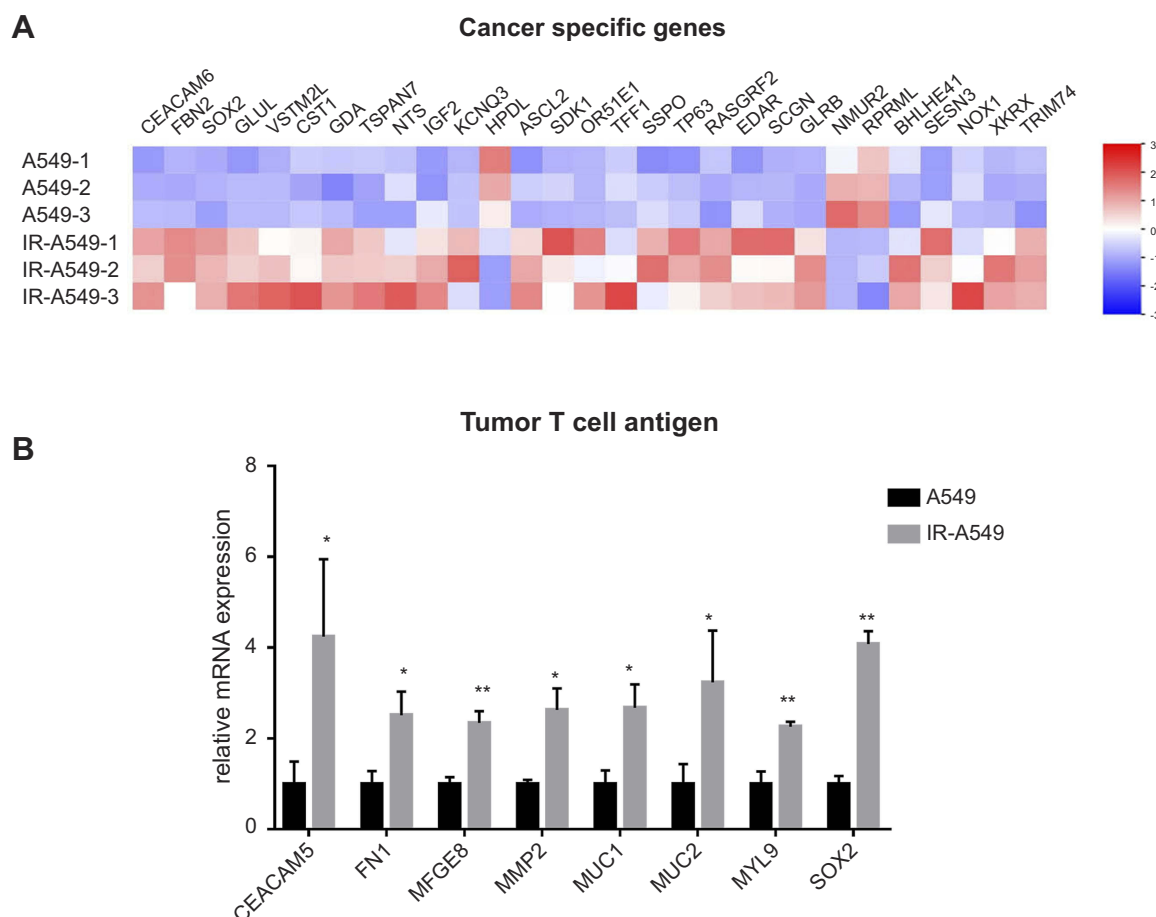 A
Cancer specific genes
CEACAM6 FBN2 SOX2 GLUL VSTM2L CST1 GDA TSPAN7 NTS IGF2 KCNQ3 HPDL ASCL2 SDK1 OR51E1 TFF1 SSPO TP63 RASGRF2 EDAR SCGN GLRB NMUR2 RPRML BHLHE41 SESN3 NOX1 XKRX TRIM74
A549-1
A549-2
A549-3
IR-A549-1
IR-A549-2
IR-A549-3
3
2
1
0
-1
-2
-3
Tumor T cell antigen
B
relative mRNA expression
8
6
4
2
0
* * ** * * * ** **
A549
IR-A549
CEACAM5 FN1 MFGE8 MMP2 MUC1 MUC2 MYL9 SOX2